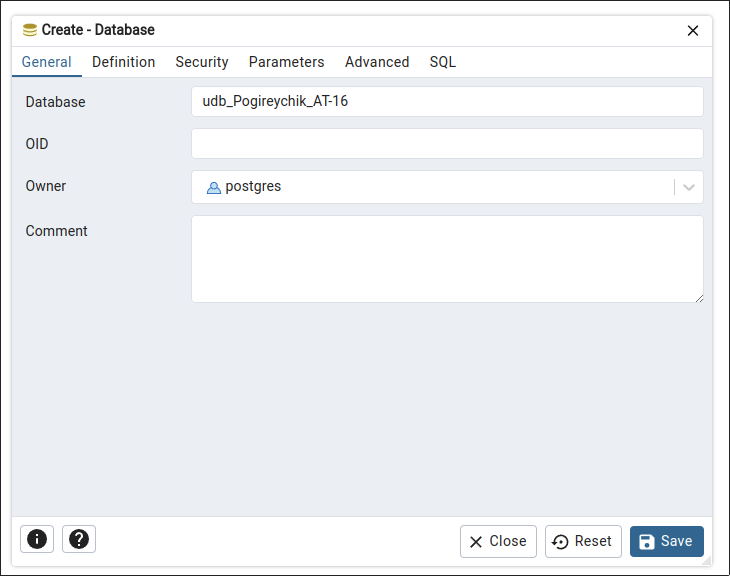 Create - Database
General Definition Security Parameters Advanced SQL
Database udb_Pogireychik_AT-16
OID
Owner postgres
Comment
Close Reset Save